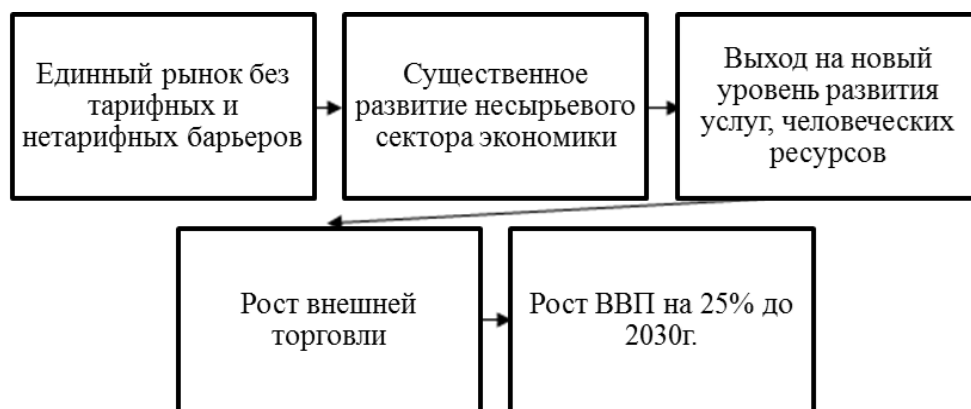 Единный рынок без
тарифных и
нетарифных барьеров
Существенное
развитие несырьевого
сектора экономики
Выход на новый
уровень развития
услуг, человеческих
ресурсов
Рост внешней
торговли
Рост ВВП на 25% до
2030г.